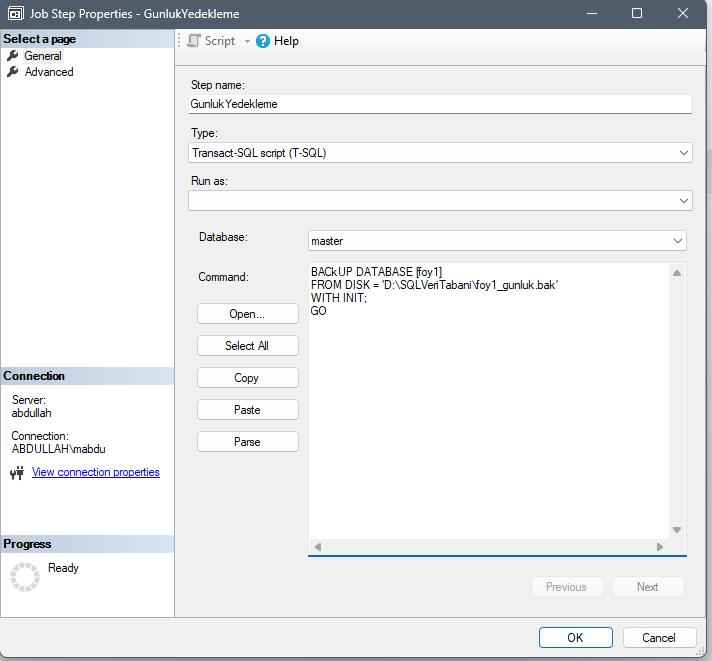 Job Step Properties - GunlukYedekleme
Select a page
General
Advanced
Script
Help
Step name:
GunlukYedekleme
Type:
Transact-SQL script (T-SQL)
Run as:
Database:
master
Command:
BACkUP DATABASE [foy1]
FROM DISK = 'D:\SQLVeriTabani\foy1_gunluk.bak'
WITH INIT;
GO
Open...
Select All
Copy
Paste
Parse
Connection
Server:
abdullah
Connection:
ABDULLAH\mabdu
View connection properties
Progress
Ready
Previous
Next
OK
Cancel